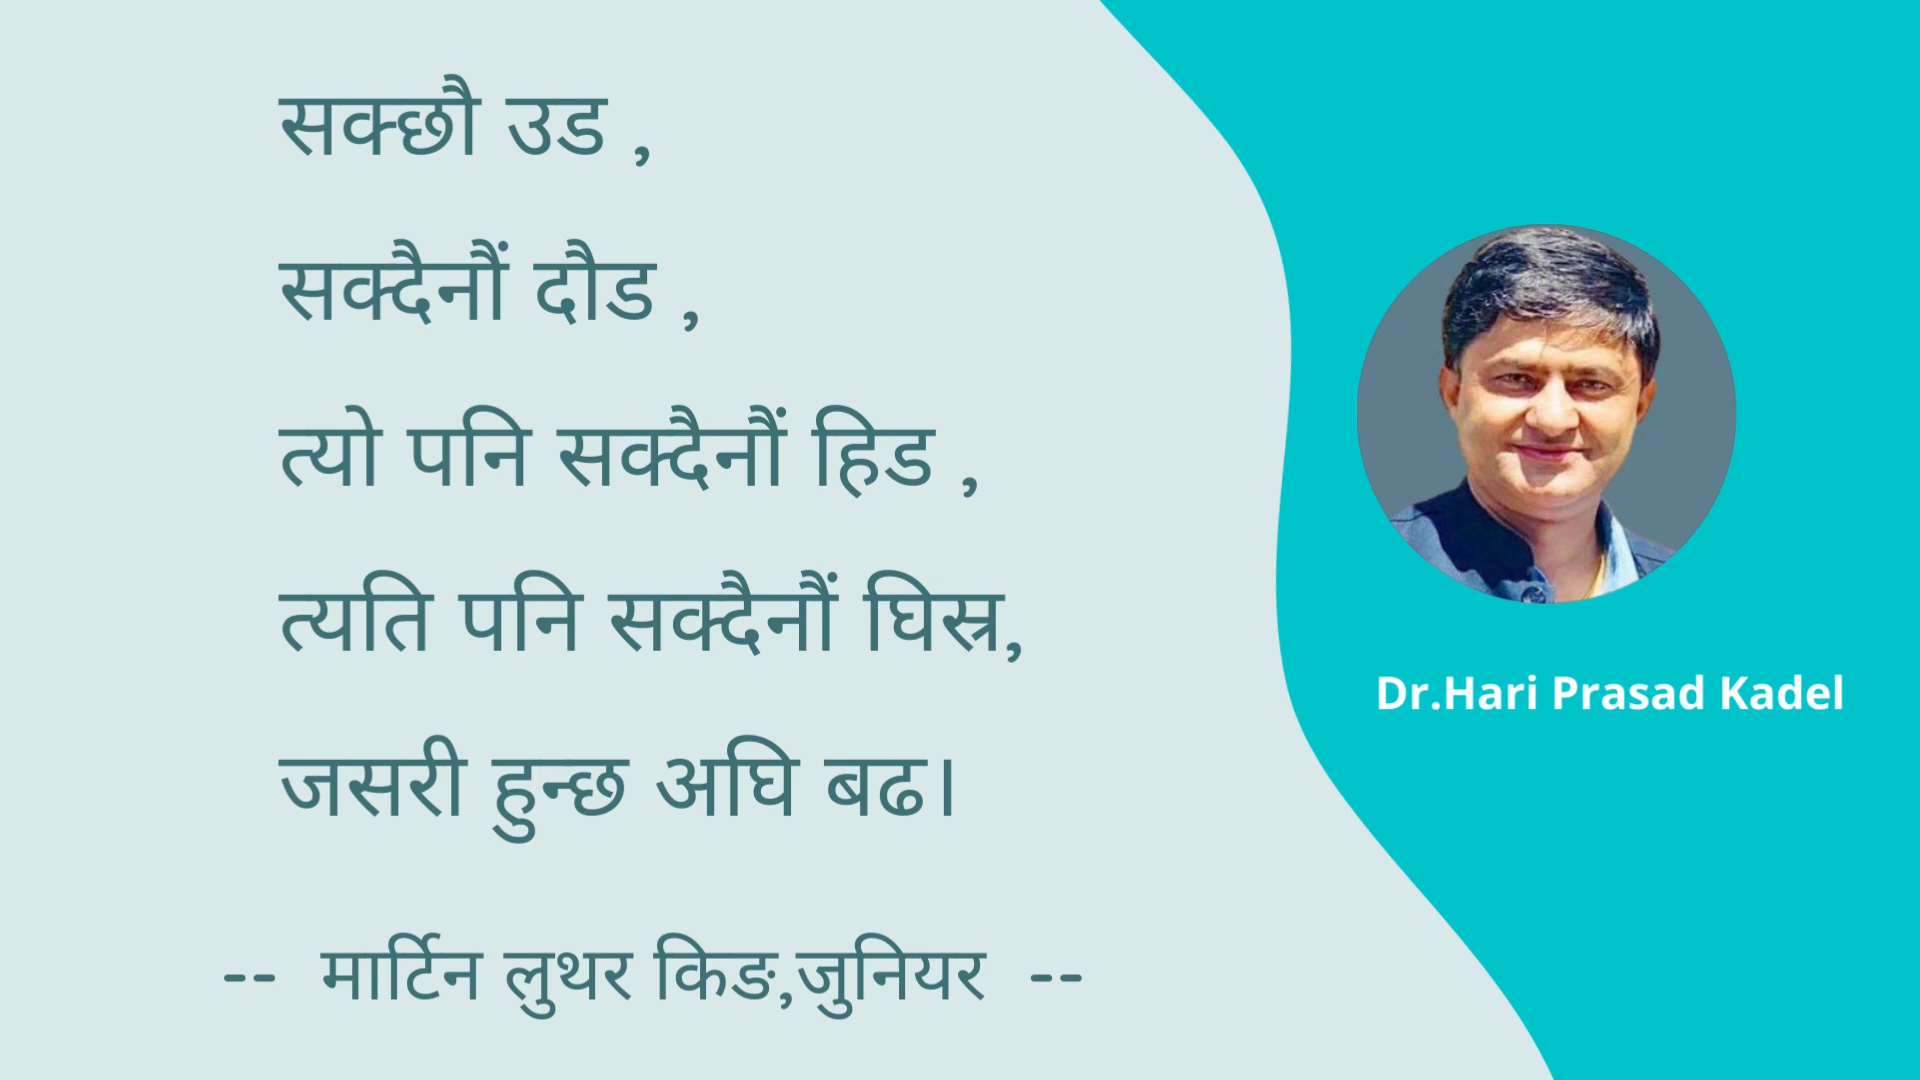 सक्छौ उड ,
सक्दैनौं दौड ,
त्यो पनि सक्दैनौं हिड ,
त्यति पनि सक्दैनौं घिस्र,
जसरी हुन्छ अघि बढ।
-- मार्टिन लुथर किङ,जुनियर --
Dr.Hari Prasad Kadel